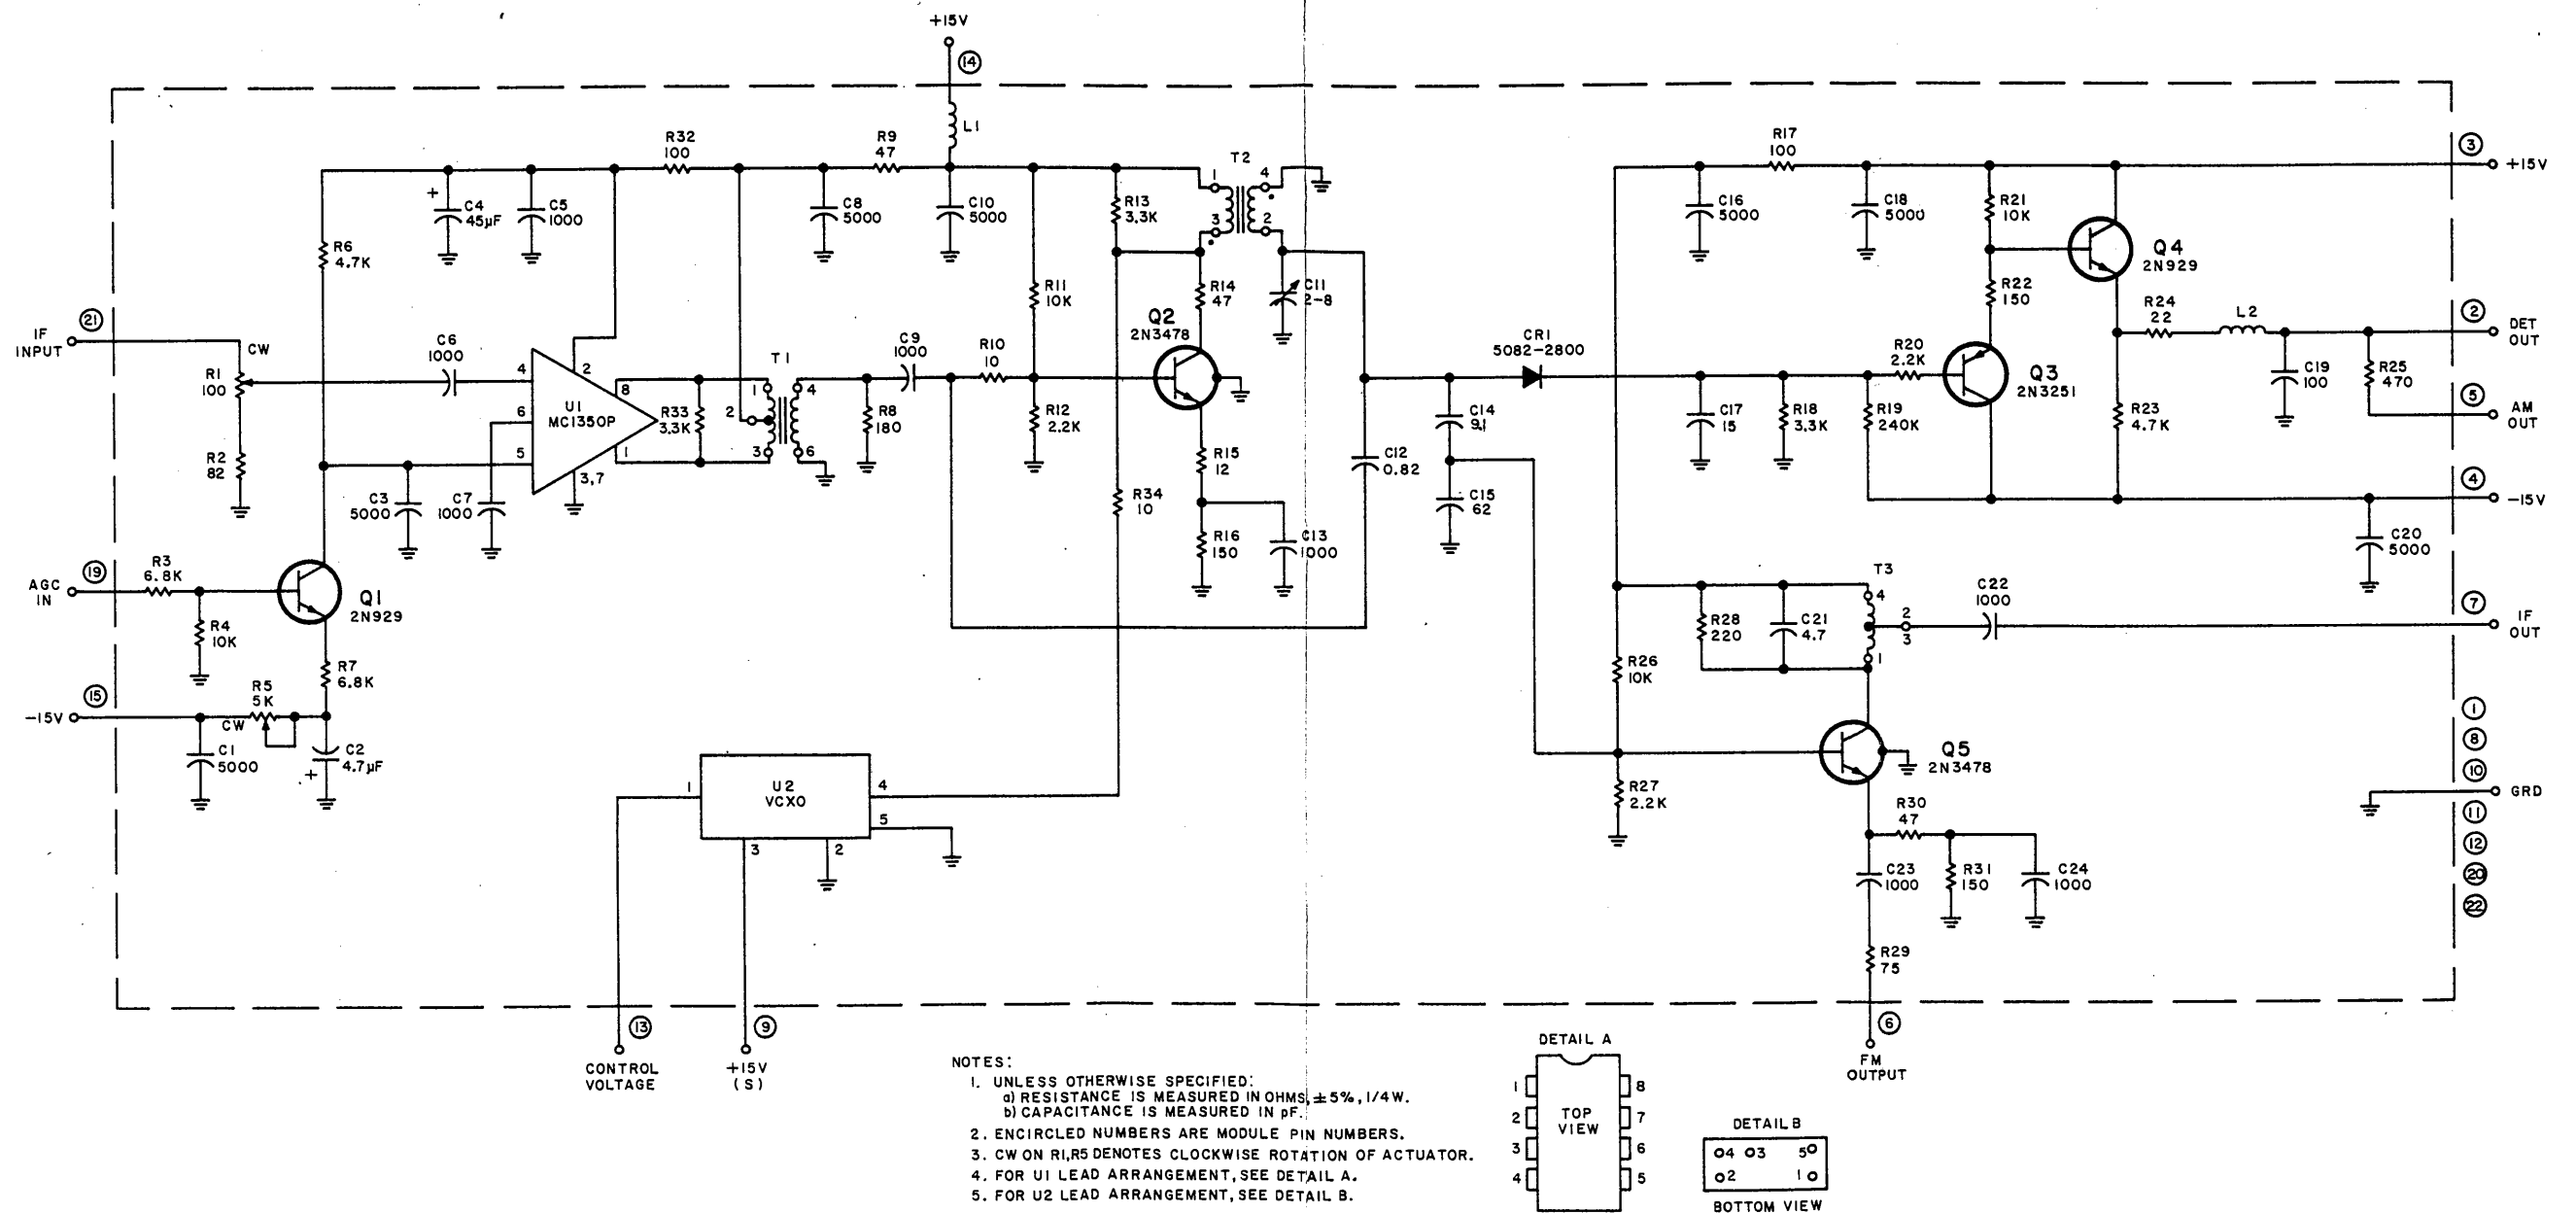 +15V
14
L1
R32
100
R9
47
T2
1
4
3
2
R17
100
3
+15V
C4
45µF
+
C5
1000
C8
5000
C10
5000
R13
3.3K
C16
5000
C18
5000
R21
10K
Q4
2N929
R6
4.7K
R11
10K
R14
47
C11
2-8
R22
150
R24
22
L2
2
DET
OUT
IF
INPUT
21
CW
R1
100
R2
82
C6
1000
4
2
8
6
5
1
3,7
U1
MC1350P
R33
3.3K
T1
1
2
3
4
6
R8
180
C9
1000
R10
10
R12
2.2K
Q2
2N3478
CR1
5082-2800
R20
2.2K
Q3
2N3251
C19
100
R25
470
5
AM
OUT
C3
5000
C7
1000
R34
10
R15
12
R16
150
C13
1000
C12
0.82
C14
9.1
C15
62
C17
15
R18
3.3K
R19
240K
R23
4.7K
4
-15V
C20
5000
AGC
IN
19
R3
6.8K
R4
10K
Q1
2N929
T3
4
2
3
1
C22
1000
7
IF
OUT
R28
220
C21
4.7
R26
10K
R7
6.8K
-15V
15
R5
5K
CW
C1
5000
C2
4.7µF
+
U2
VCXO
1
4
5
3
2
R27
2.2K
Q5
2N3478
R30
47
C23
1000
R31
150
C24
1000
R29
75
1
8
10
GRD
11
12
20
22
13
CONTROL
VOLTAGE
9
+15V
(S)
6
FM
OUTPUT
NOTES:
1. UNLESS OTHERWISE SPECIFIED:
a) RESISTANCE IS MEASURED IN OHMS, ±5%, 1/4W.
b) CAPACITANCE IS MEASURED IN pF.
2. ENCIRCLED NUMBERS ARE MODULE PIN NUMBERS.
3. CW ON R1,R5 DENOTES CLOCKWISE ROTATION OF ACTUATOR.
4. FOR U1 LEAD ARRANGEMENT, SEE DETAIL A.
5. FOR U2 LEAD ARRANGEMENT, SEE DETAIL B.
DETAIL A
1
8
2
TOP
VIEW
7
3
6
4
5
DETAIL B
4 3 5
2 1
BOTTOM VIEW